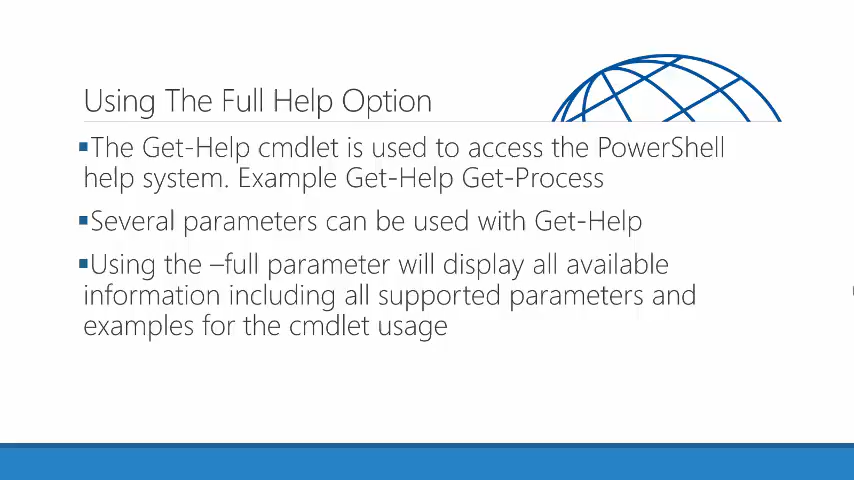 Using The Full Help Option
▪The Get-Help cmdlet is used to access the PowerShell
help system. Example Get-Help Get-Process
▪Several parameters can be used with Get-Help
▪Using the –full parameter will display all available
information including all supported parameters and
examples for the cmdlet usage